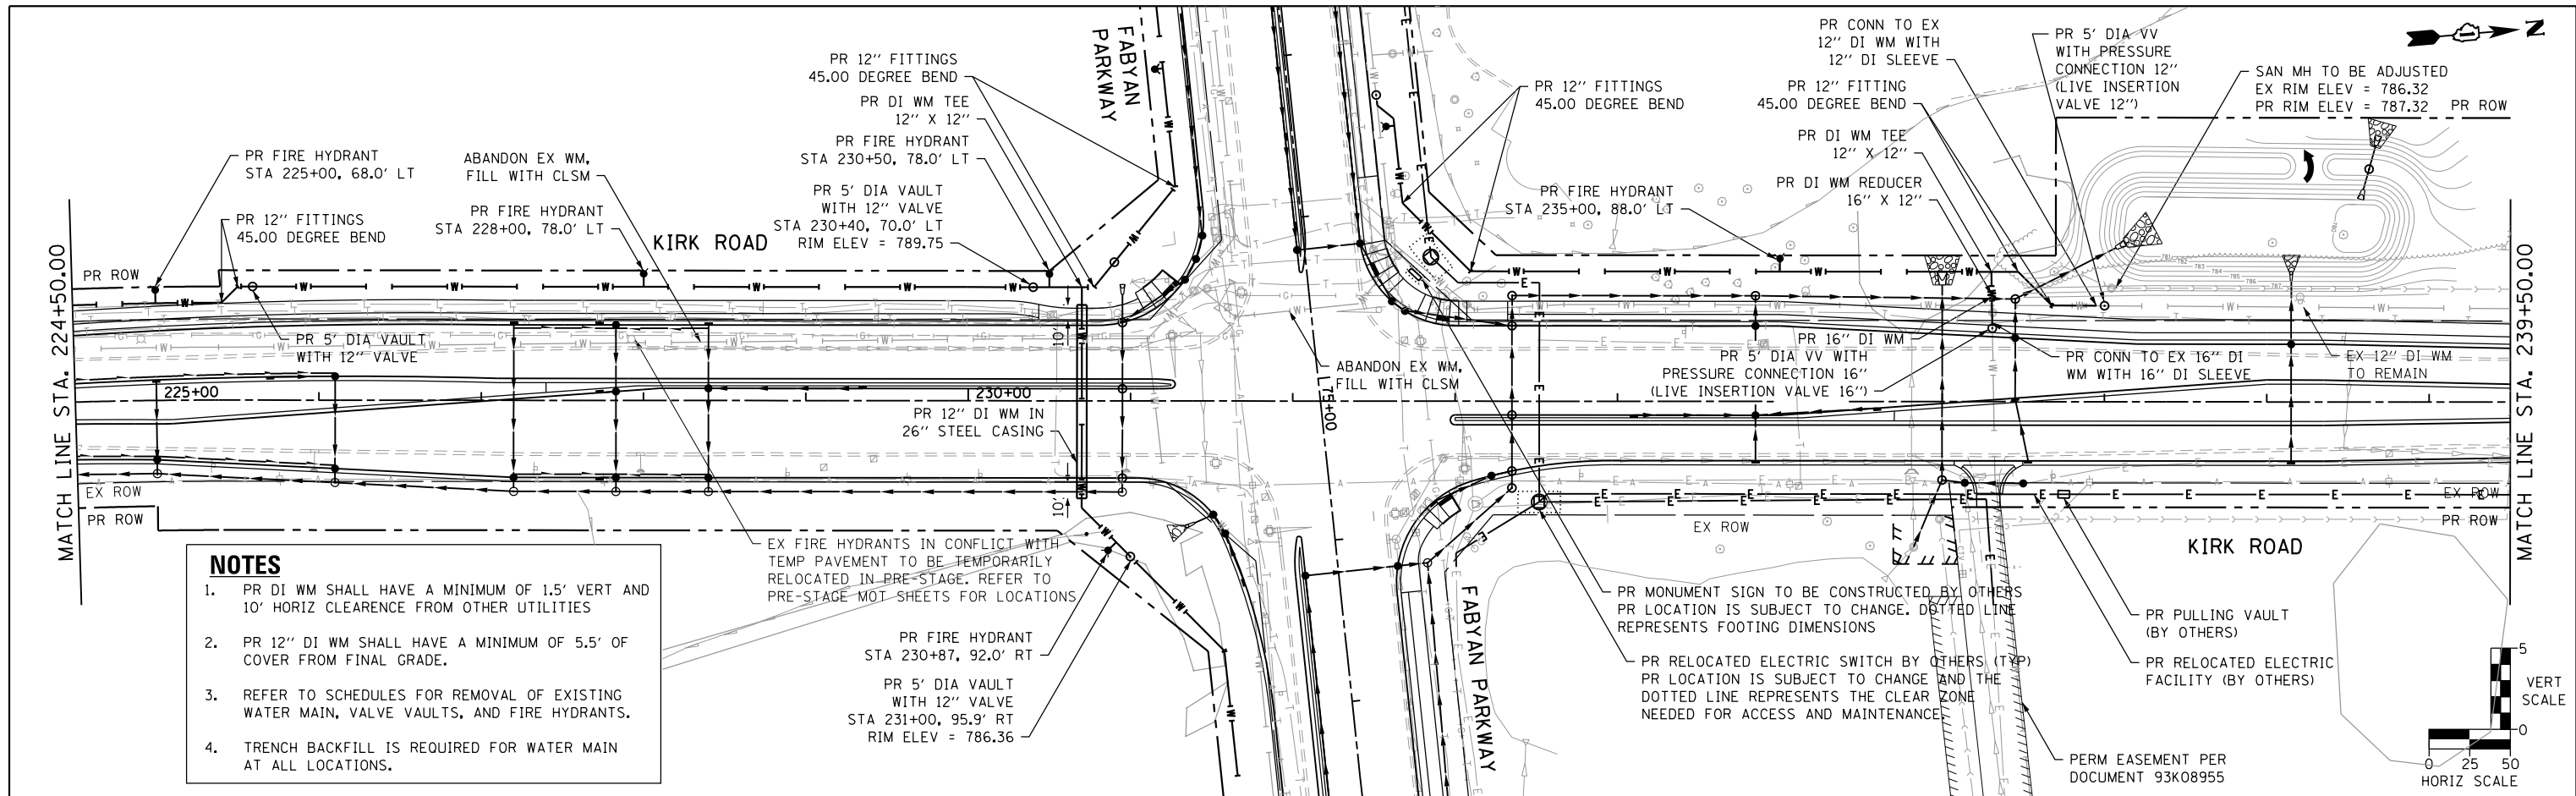 FABYAN
PARKWAY
PR 12" FITTINGS
45.00 DEGREE BEND
PR DI WM TEE
12" X 12"
PR FIRE HYDRANT
STA 230+50, 78.0' LT
PR 5' DIA VAULT
WITH 12" VALVE
STA 230+40, 70.0' LT
RIM ELEV = 789.75
PR FIRE HYDRANT
STA 225+00, 68.0' LT
ABANDON EX WM,
FILL WITH CLSM
PR 12" FITTINGS
45.00 DEGREE BEND
PR FIRE HYDRANT
STA 228+00, 78.0' LT
KIRK ROAD
PR ROW
PR 5' DIA VAULT
WITH 12" VALVE
MATCH LINE STA. 224+50.00
225+00
230+00
10'
10'
PR 12" DI WM IN
26" STEEL CASING
EX ROW
PR ROW
EX FIRE HYDRANTS IN CONFLICT WITH
TEMP PAVEMENT TO BE TEMPORARILY
RELOCATED IN PRE-STAGE. REFER TO
PRE-STAGE MOT SHEETS FOR LOCATIONS
PR FIRE HYDRANT
STA 230+87, 92.0' RT
PR 5' DIA VAULT
WITH 12" VALVE
STA 231+00, 95.9' RT
RIM ELEV = 786.36
NOTES
1. PR DI WM SHALL HAVE A MINIMUM OF 1.5' VERT AND
10' HORIZ CLEARENCE FROM OTHER UTILITIES
2. PR 12" DI WM SHALL HAVE A MINIMUM OF 5.5' OF
COVER FROM FINAL GRADE.
3. REFER TO SCHEDULES FOR REMOVAL OF EXISTING
WATER MAIN, VALVE VAULTS, AND FIRE HYDRANTS.
4. TRENCH BACKFILL IS REQUIRED FOR WATER MAIN
AT ALL LOCATIONS.
PR 12" FITTINGS
45.00 DEGREE BEND
PR CONN TO EX
12" DI WM WITH
12" DI SLEEVE
PR 12" FITTING
45.00 DEGREE BEND
PR DI WM TEE
12" X 12"
PR DI WM REDUCER
16" X 12"
PR FIRE HYDRANT
STA 235+00, 88.0' LT
PR 5' DIA VV
WITH PRESSURE
CONNECTION 12"
(LIVE INSERTION
VALVE 12")
SAN MH TO BE ADJUSTED
EX RIM ELEV = 786.32
PR RIM ELEV = 787.32
PR ROW
N
ABANDON EX WM,
FILL WITH CLSM
75+00
PR 16" DI WM
PR 5' DIA VV WITH
PRESSURE CONNECTION 16"
(LIVE INSERTION VALVE 16")
PR CONN TO EX 16" DI
WM WITH 16" DI SLEEVE
EX 12" DI WM
TO REMAIN
781
782
783
784
785
786
787
MATCH LINE STA. 239+50.00
EX ROW
EX ROW
PR ROW
KIRK ROAD
FABYAN PARKWAY
PR MONUMENT SIGN TO BE CONSTRUCTED BY OTHERS
PR LOCATION IS SUBJECT TO CHANGE. DOTTED LINE
REPRESENTS FOOTING DIMENSIONS
PR RELOCATED ELECTRIC SWITCH BY OTHERS (TYP)
PR LOCATION IS SUBJECT TO CHANGE AND THE
DOTTED LINE REPRESENTS THE CLEAR ZONE
NEEDED FOR ACCESS AND MAINTENANCE.
PR PULLING VAULT
(BY OTHERS)
PR RELOCATED ELECTRIC
FACILITY (BY OTHERS)
PERM EASEMENT PER
DOCUMENT 93K08955
5
VERT
SCALE
0
0 25 50
HORIZ SCALE